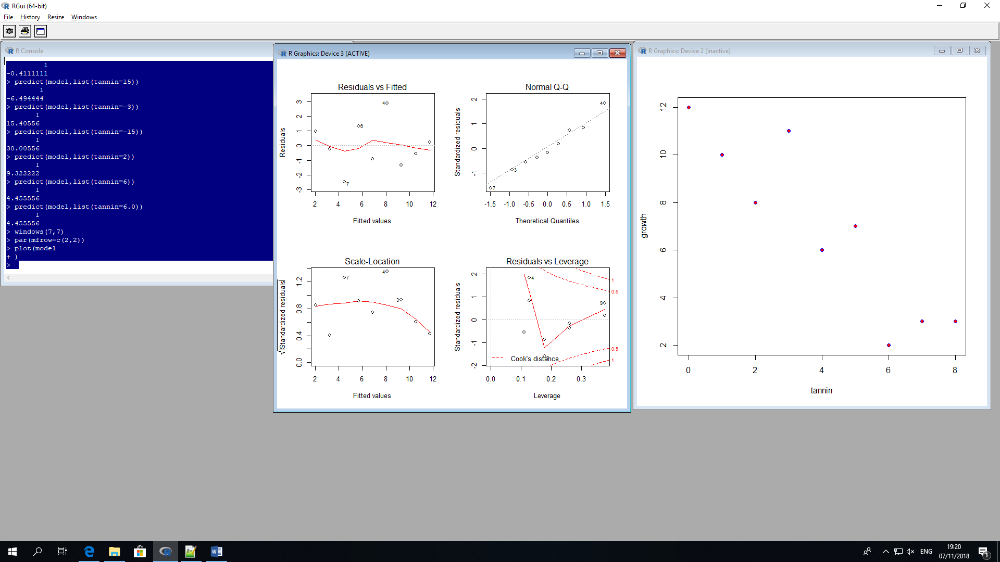 RGui (64-bit)
File History Resize Windows
R Console
1
-0.4111111
> predict(model,list(tannin=15))
1
-6.494444
> predict(model,list(tannin=-3))
1
15.40556
> predict(model,list(tannin=-15))
1
30.00556
> predict(model,list(tannin=2))
1
9.322222
> predict(model,list(tannin=6))
1
4.455556
> predict(model,list(tannin=6.0))
1
4.455556
> windows(7,7)
> par(mfrow=c(2,2))
> plot(model
+ )
>
R Graphics: Device 3 (ACTIVE)
Residuals vs Fitted
Residuals
3
2
1
0
-1
-2
-3
4
6
7
2 4 6 8 10 12
Fitted values
Normal Q-Q
Standardized residuals
2
1
0
-1
4
3
7
-1.5 -1.0 -0.5 0.0 0.5 1.0 1.5
Theoretical Quantiles
Scale-Location
√|Standardized residuals|
1.2
0.8
0.4
0.0
7
4
3
2 4 6 8 10 12
Fitted values
Residuals vs Leverage
Standardized residuals
2
1
0
-1
-2
4
9
7
1
0.5
0.5
1
Cook's distance
0.0 0.1 0.2 0.3
Leverage
R Graphics: Device 2 (inactive)
growth
12
10
8
6
4
2
0 2 4 6 8
tannin
ENG
19:20
07/11/2018
1